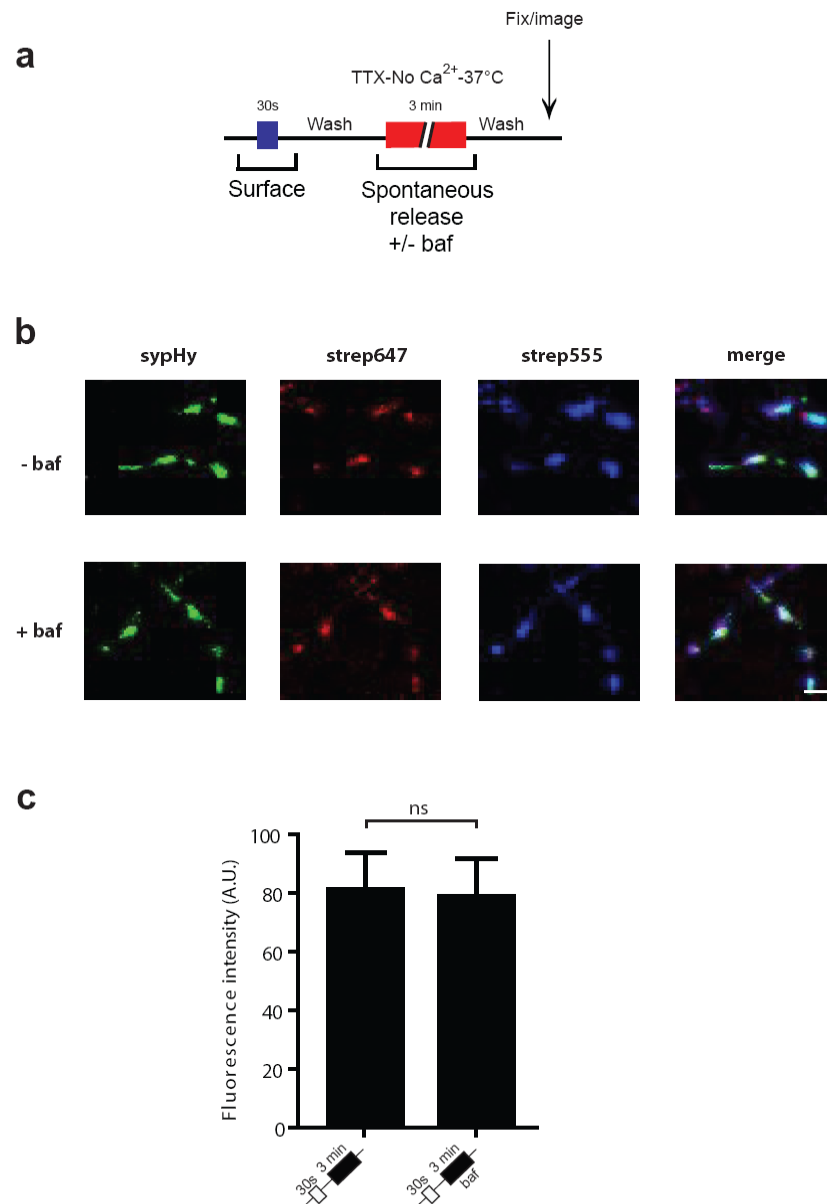 a
Fix/image
TTX-No Ca2+-37°C
30s
Wash
3 min
Wash
Surface
Spontaneous
release
+/- baf
b
sypHy strep647 strep555 merge
- baf
+ baf
c
ns
Fluorescence intensity (A.U.)
100
80
60
40
20
0
30s 3 min
30s 3 min
baf